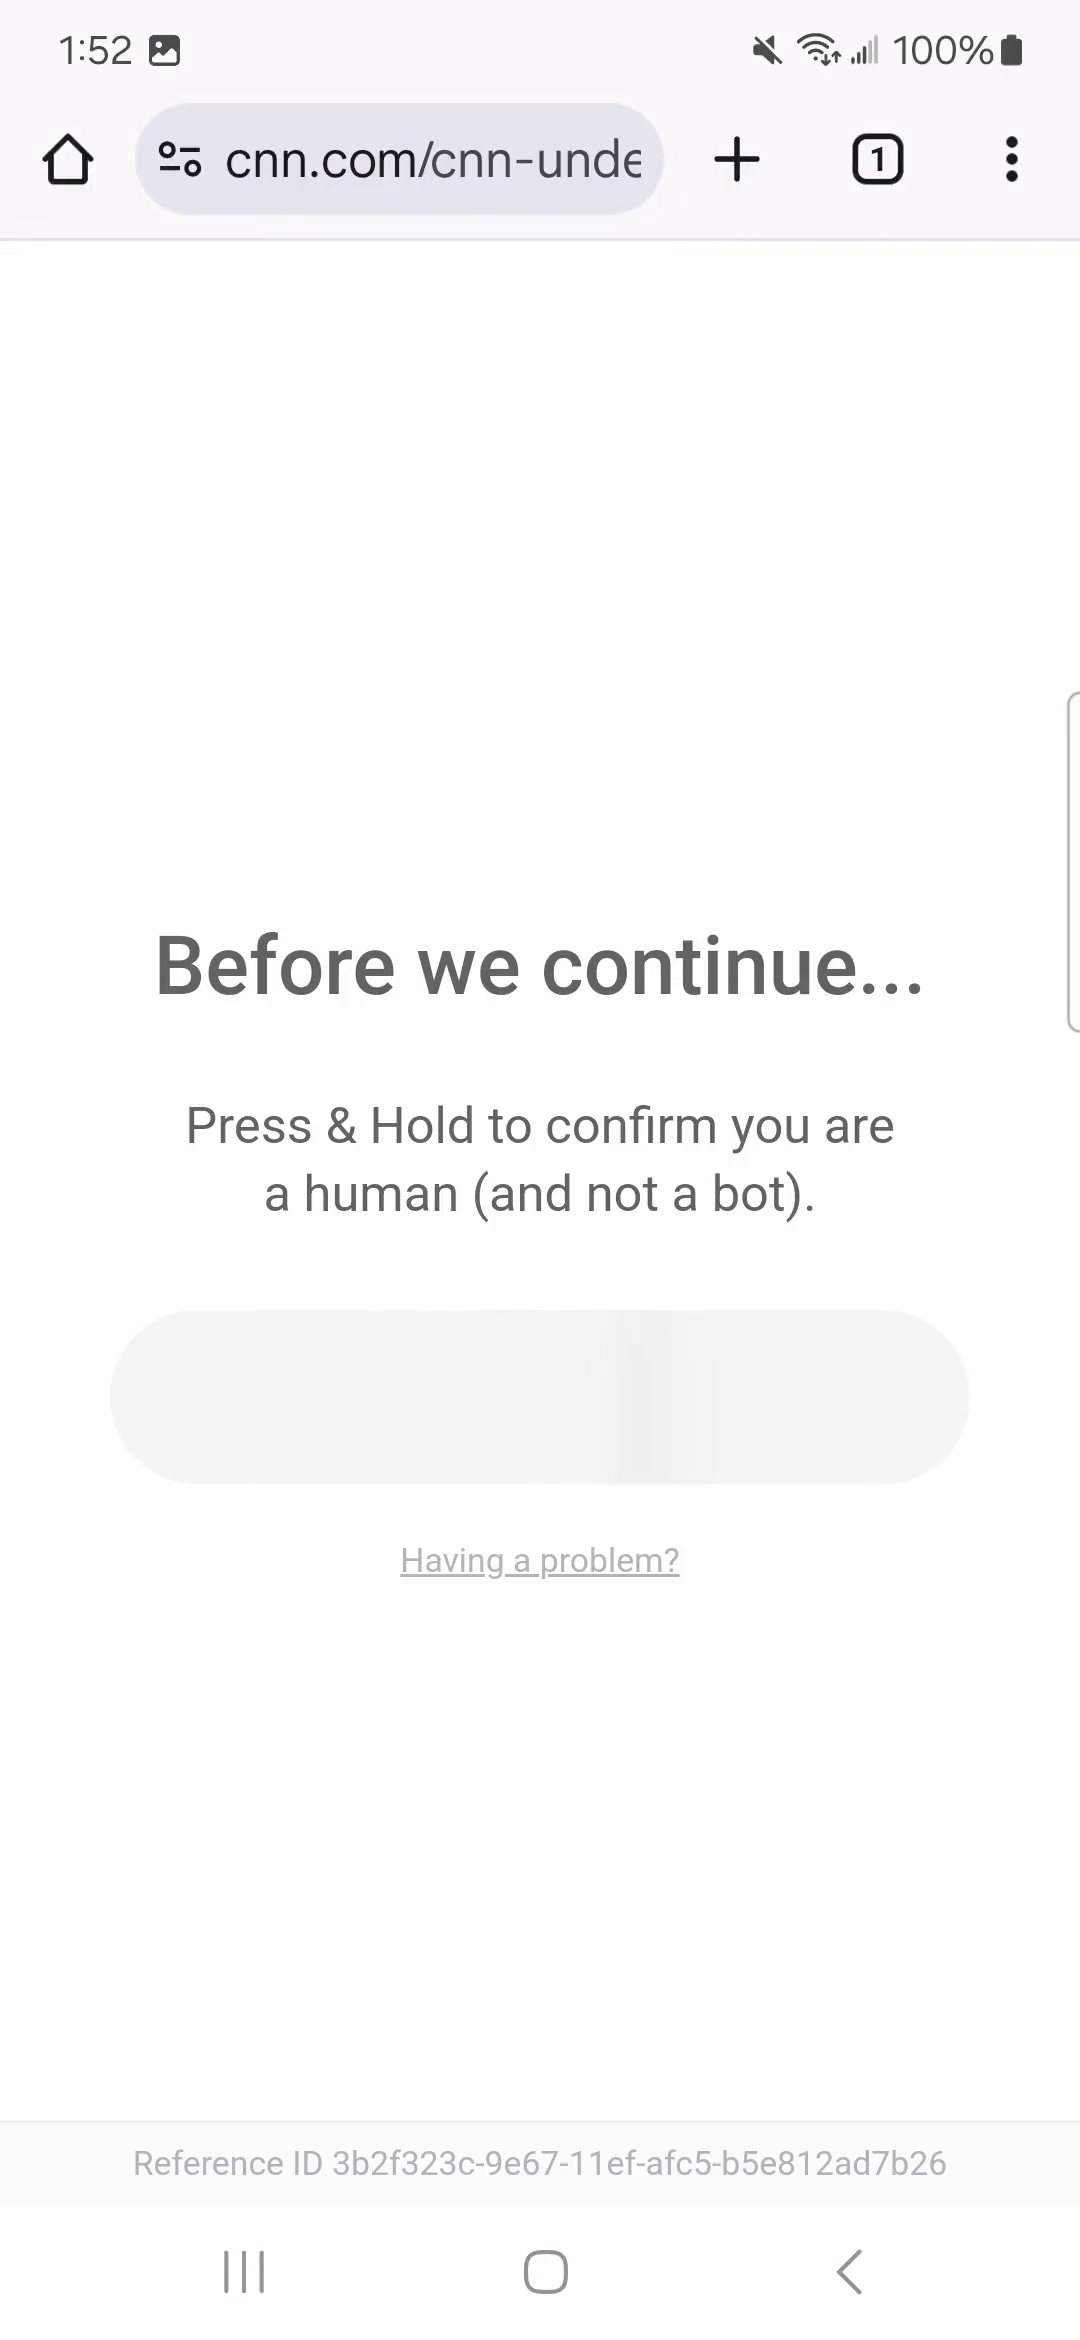 1:52
100%
cnn.com/cnn-unde
1
Before we continue...
Press & Hold to confirm you are
a human (and not a bot).
Having a problem?
Reference ID 3b2f323c-9e67-11ef-afc5-b5e812ad7b26